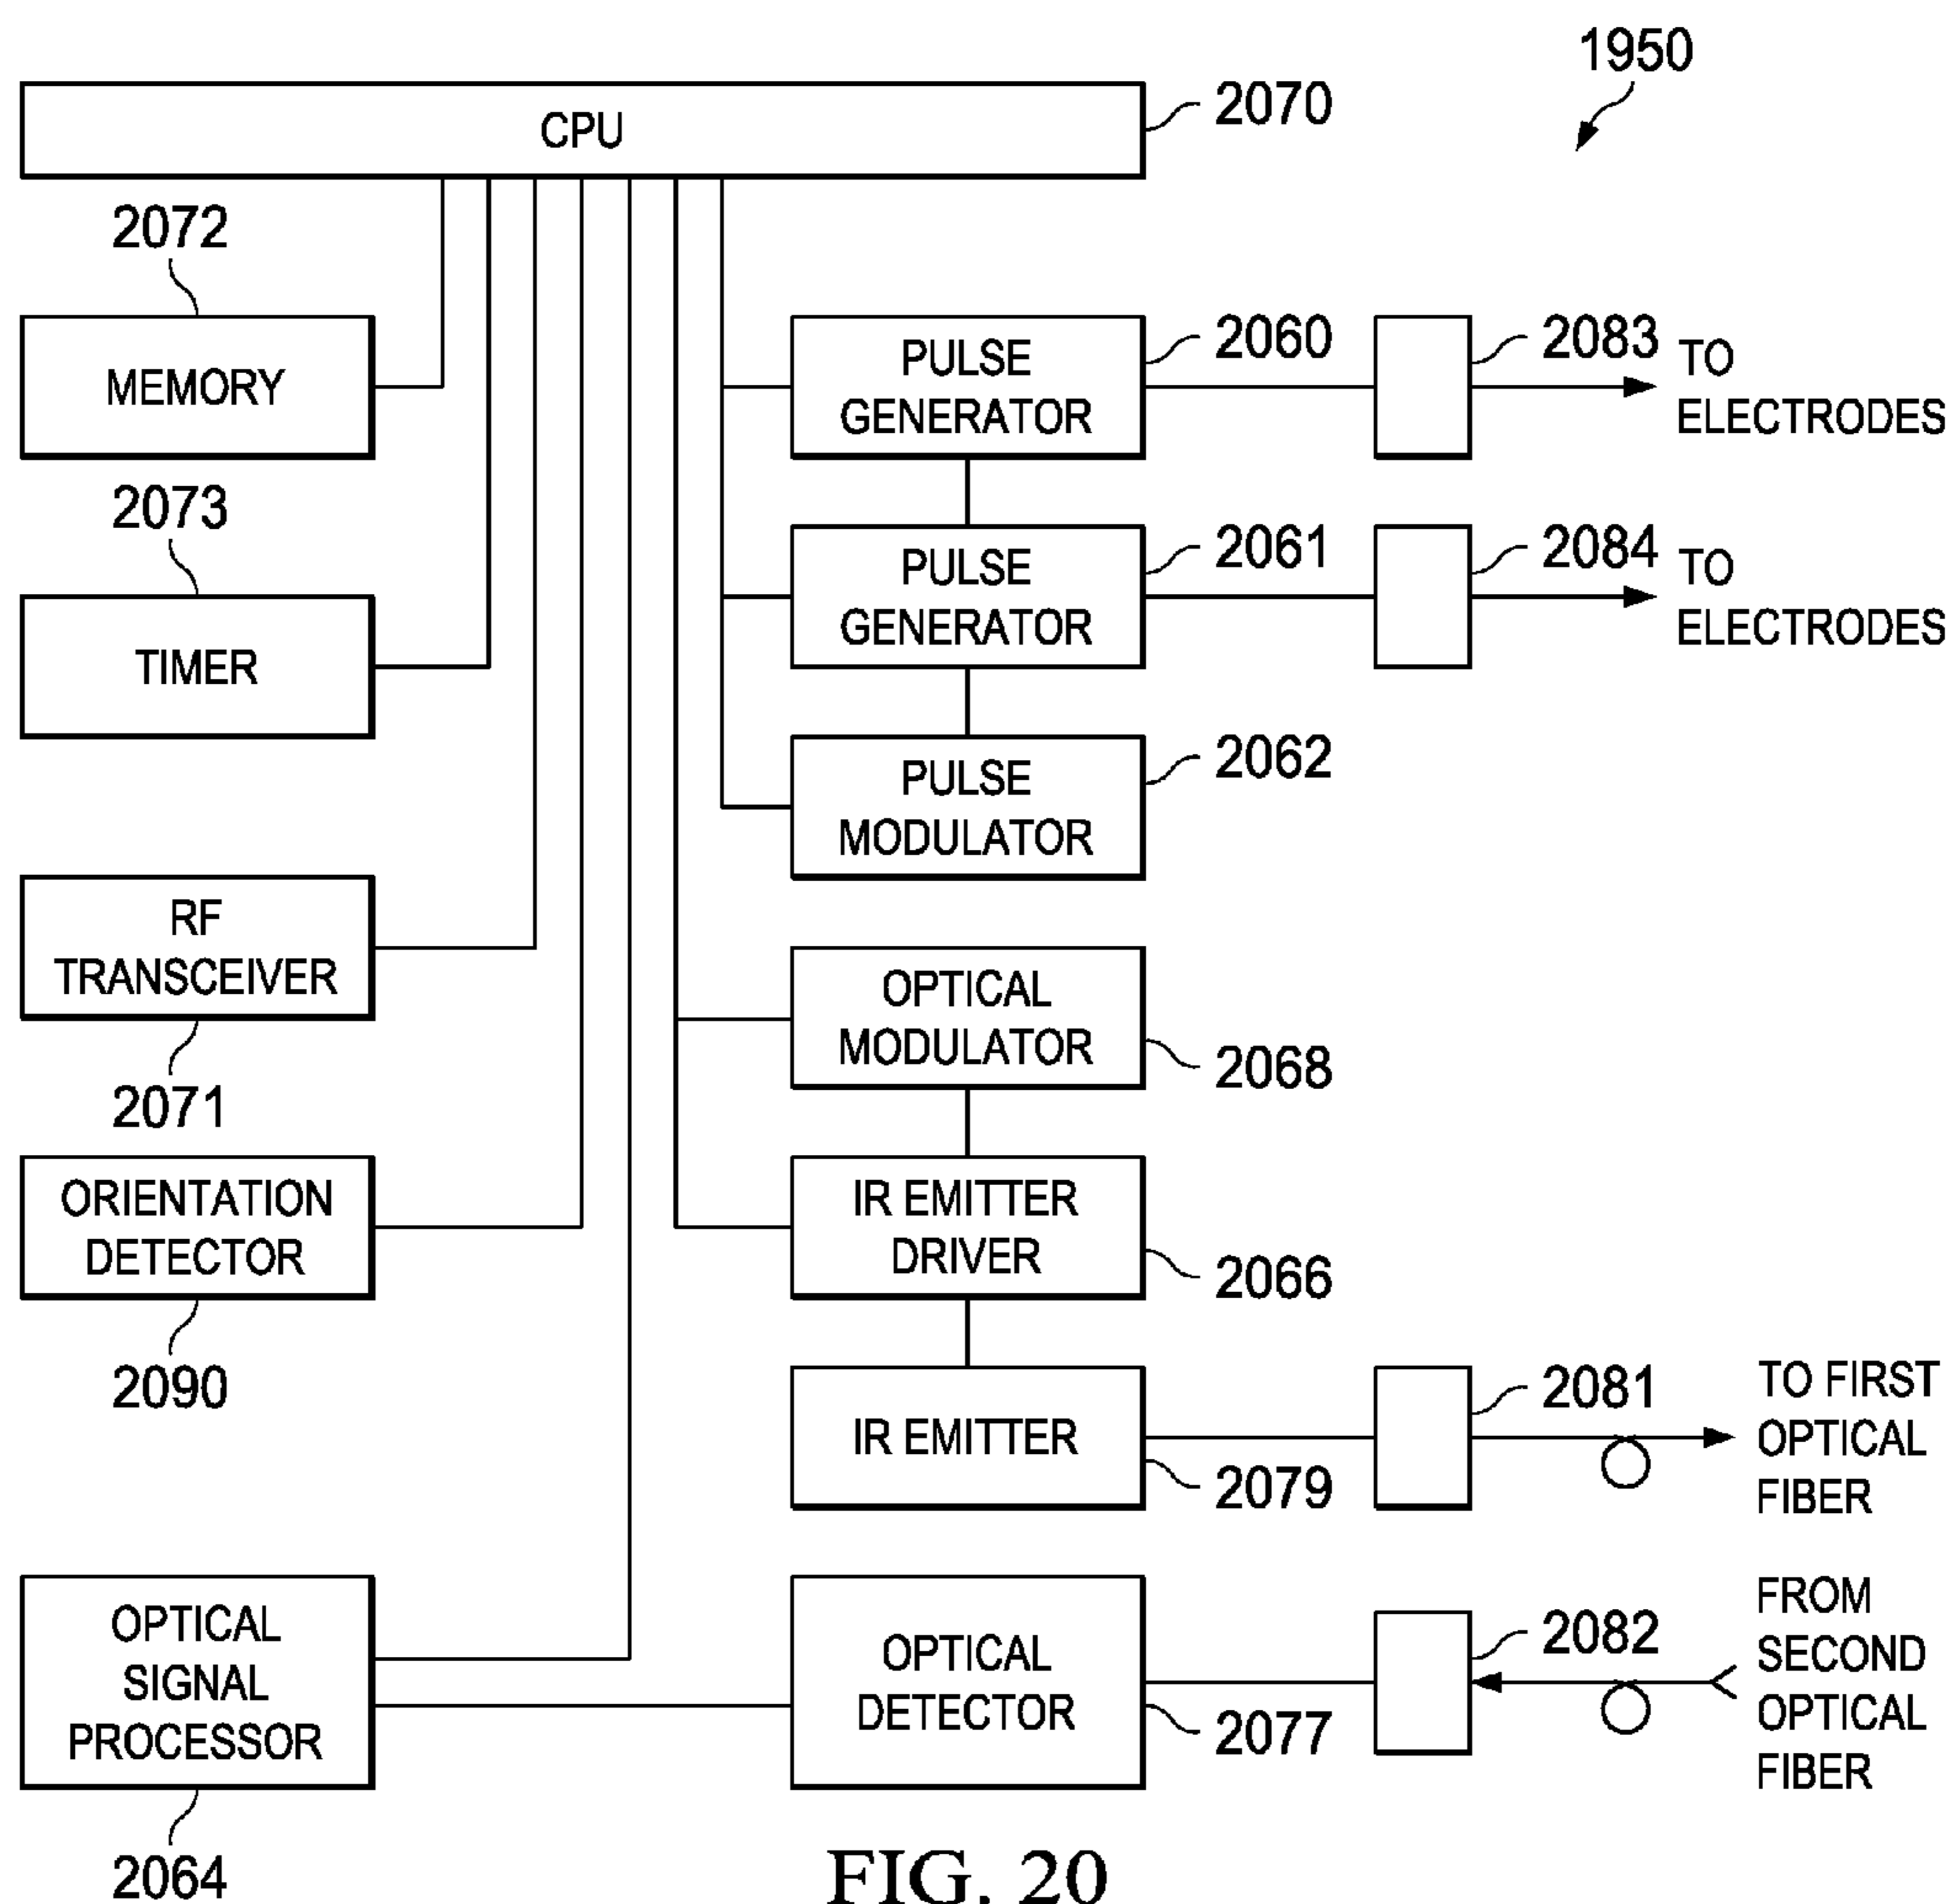 1950
CPU
2070
2072
MEMORY
2073
TIMER
RF
TRANSCEIVER
2071
ORIENTATION
DETECTOR
2090
OPTICAL
SIGNAL
PROCESSOR
2064
PULSE
GENERATOR
2060
2083
TO
ELECTRODES
PULSE
GENERATOR
2061
2084
TO
ELECTRODES
PULSE
MODULATOR
2062
OPTICAL
MODULATOR
2068
IR EMITTER
DRIVER
2066
IR EMITTER
2079
2081
TO FIRST
OPTICAL
FIBER
OPTICAL
DETECTOR
2077
2082
FROM
SECOND
OPTICAL
FIBER
FIG. 20